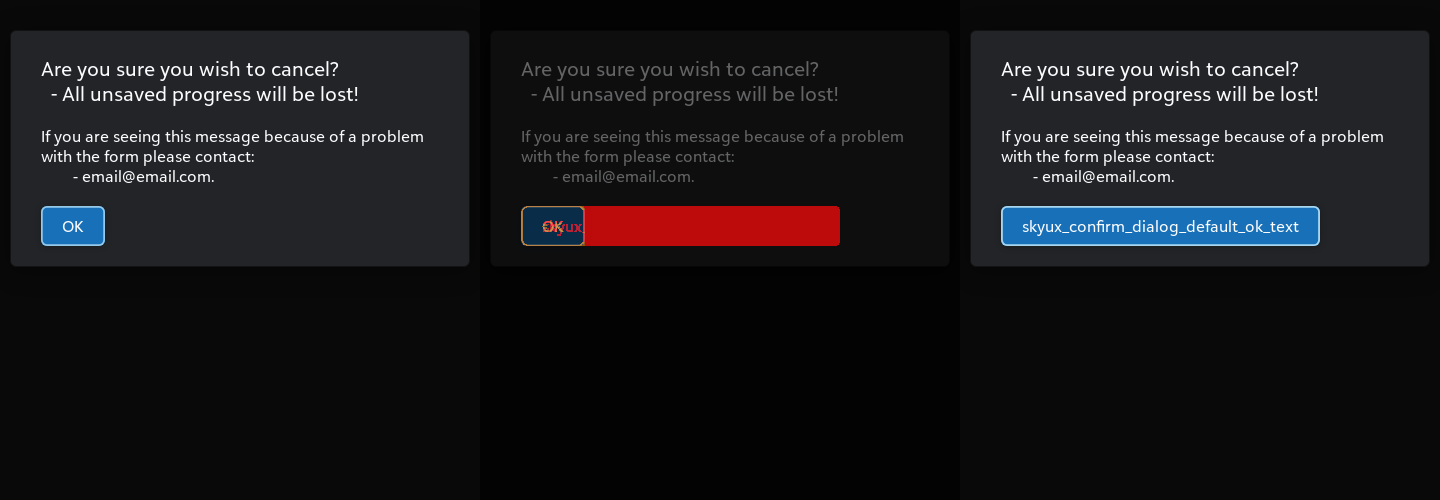 Are you sure you wish to cancel?
- All unsaved progress will be lost!
If you are seeing this message because of a problem
with the form please contact:
- email@email.com.
OK
Are you sure you wish to cancel?
- All unsaved progress will be lost!
If you are seeing this message because of a problem
with the form please contact:
- email@email.com.
OK
Are you sure you wish to cancel?
- All unsaved progress will be lost!
If you are seeing this message because of a problem
with the form please contact:
- email@email.com.
skyux_confirm_dialog_default_ok_text